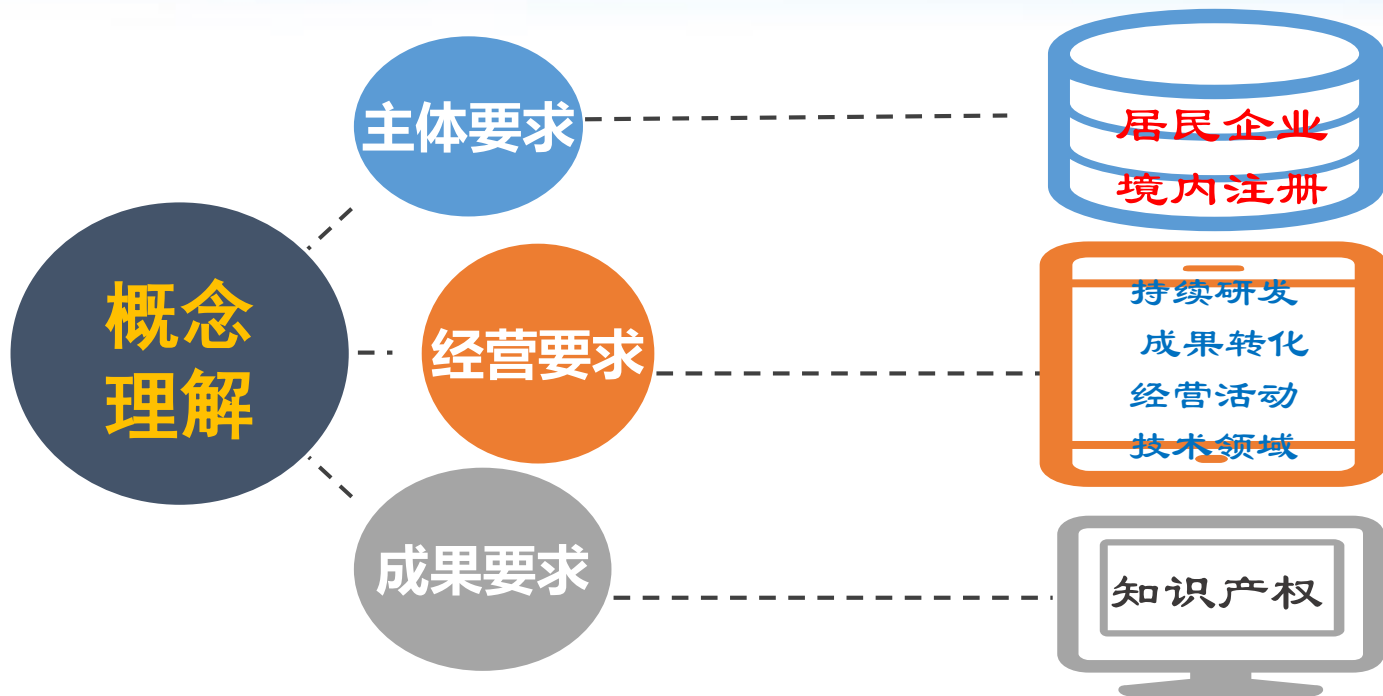 概念
理解
主体要求
居民企业
境内注册
经营要求
持续研发
成果转化
经营活动
技术领域
成果要求
知识产权